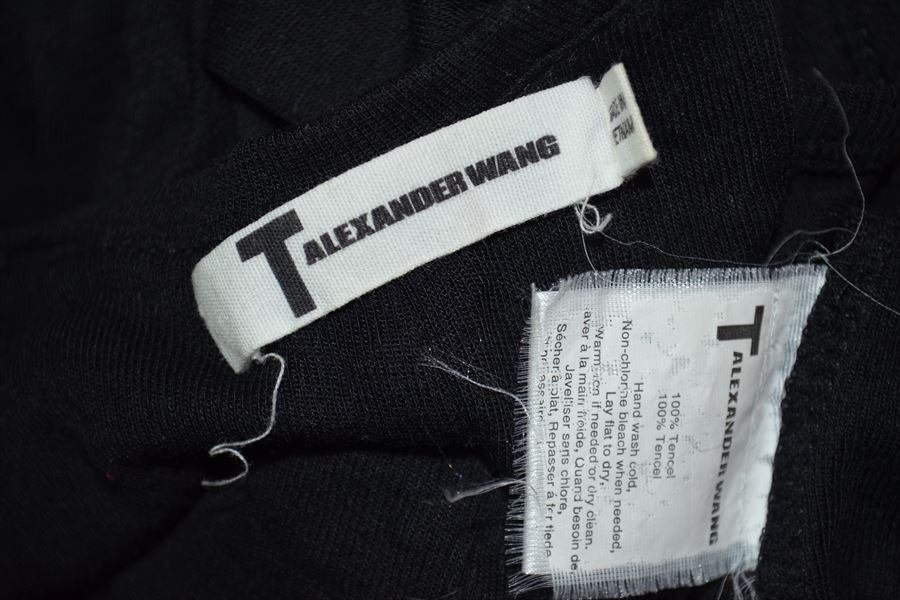 T ALEXANDER WANG
T ALEXANDER WANG
100% Tencel
100% Tencel
Hand wash cold,
Non-chlorine bleach when needed,
Lay flat to dry,
Warm iron if needed or dry clean.
aver à la main froide, Quand besoin de
Javelliser sans chlore,
Sécher à plat, Repasser á fer tiede